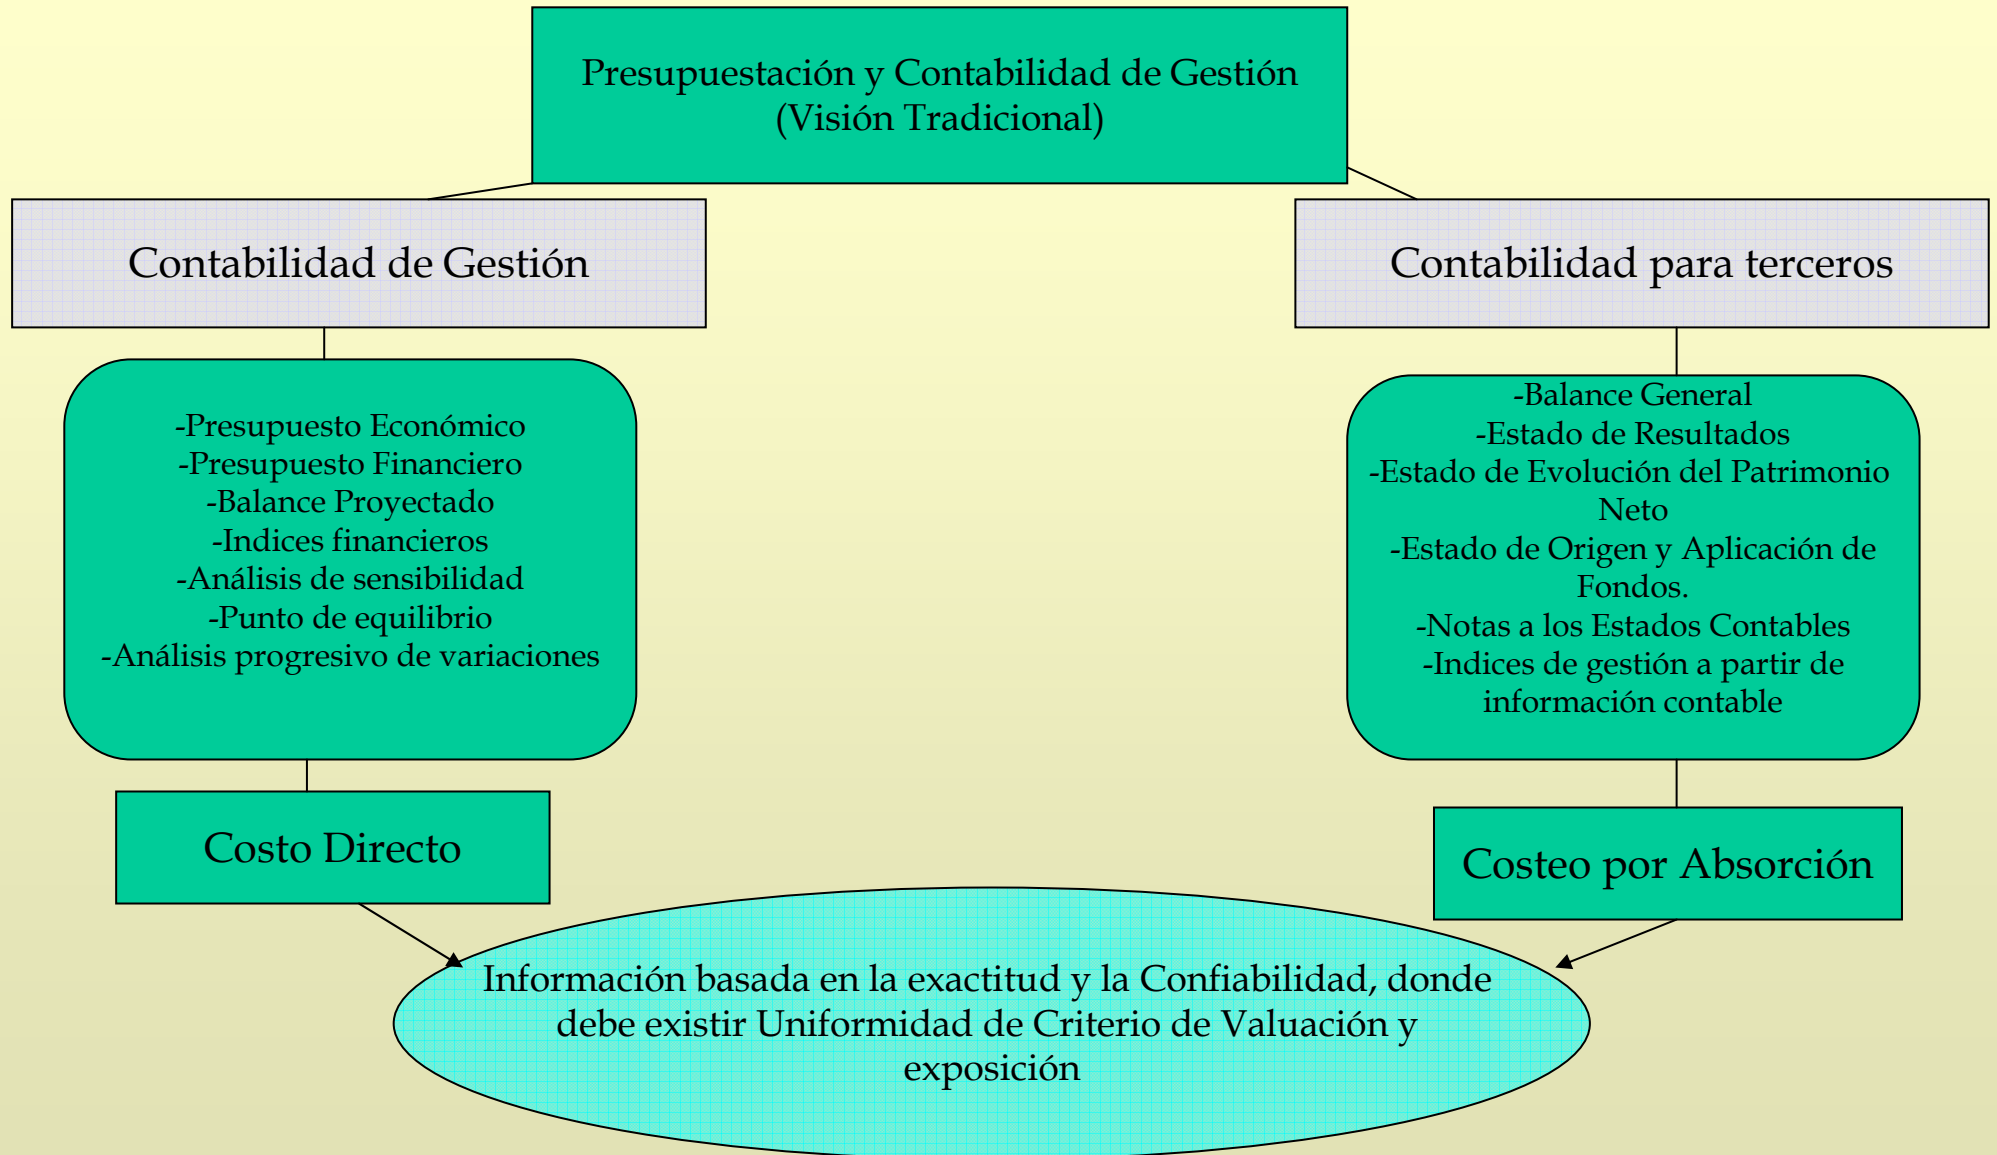 Presupuestación y Contabilidad de Gestión
(Visión Tradicional)
Contabilidad de Gestión
Contabilidad para terceros
-Presupuesto Económico
-Presupuesto Financiero
-Balance Proyectado
-Indices financieros
-Análisis de sensibilidad
-Punto de equilibrio
-Análisis progresivo de variaciones
-Balance General
-Estado de Resultados
-Estado de Evolución del Patrimonio
Neto
-Estado de Origen y Aplicación de
Fondos.
-Notas a los Estados Contables
-Indices de gestión a partir de
información contable
Costo Directo
Costeo por Absorción
Información basada en la exactitud y la Confiabilidad, donde
debe existir Uniformidad de Criterio de Valuación y
exposición